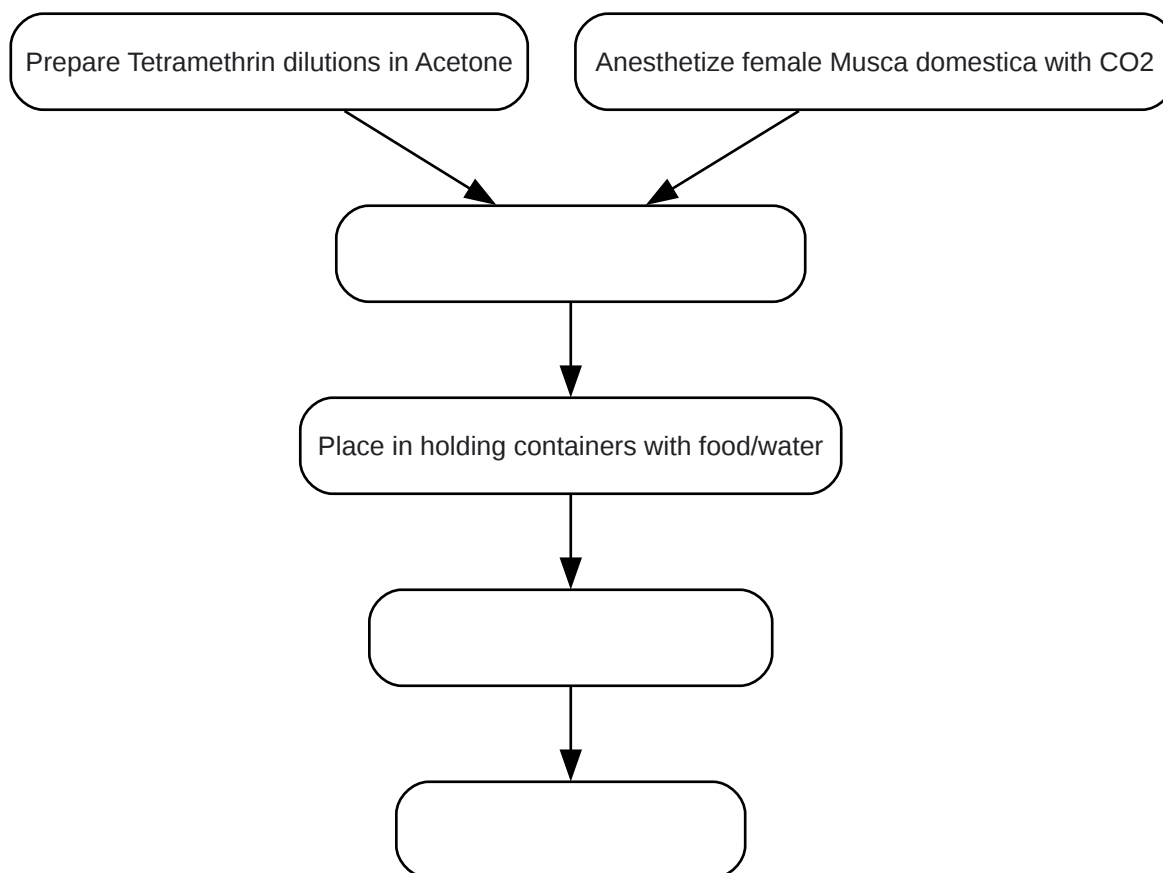 Prepare Tetramethrin dilutions in Acetone
Anesthetize female Musca domestica with CO2
Place in holding containers with food/water